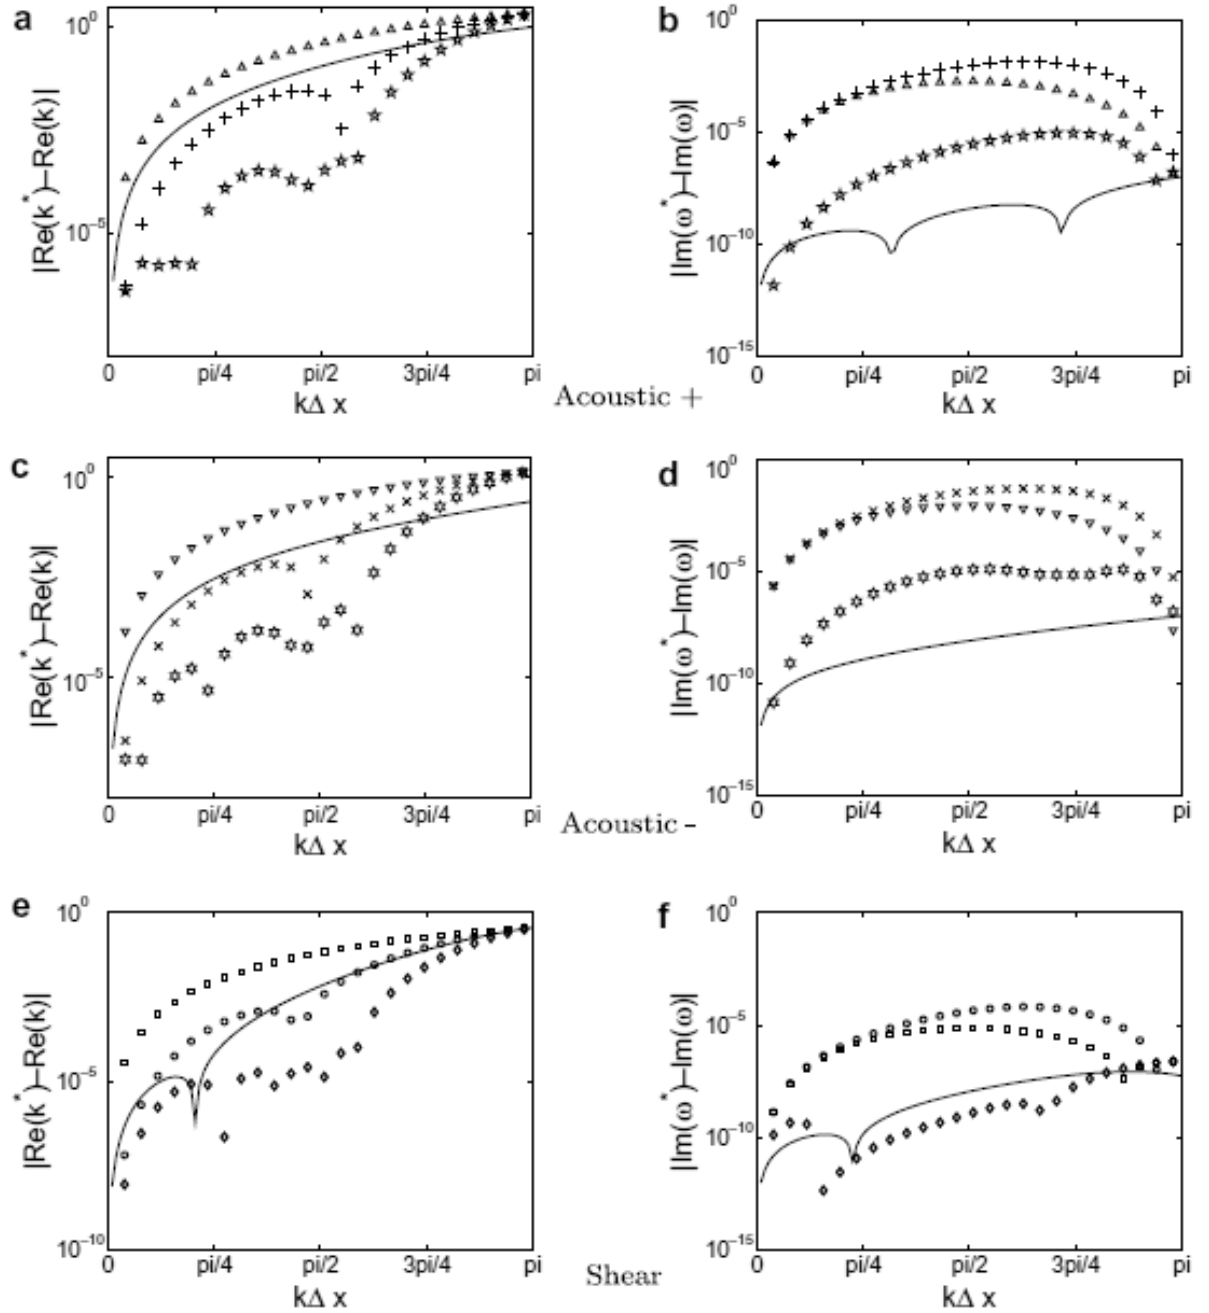 a
10^0
10^-5
|Re(k*)–Re(k)|
0 pi/4 pi/2 3pi/4 pi
kΔ x
b
10^0
10^-5
10^-10
10^-15
|Im(ω*)–Im(ω)|
0 pi/4 pi/2 3pi/4 pi
kΔ x
Acoustic +
c
10^0
10^-5
|Re(k*)–Re(k)|
0 pi/4 pi/2 3pi/4 pi
kΔ x
d
10^0
10^-5
10^-10
10^-15
|Im(ω*)–Im(ω)|
0 pi/4 pi/2 3pi/4 pi
kΔ x
Acoustic -
e
10^0
10^-5
10^-10
|Re(k*)–Re(k)|
0 pi/4 pi/2 3pi/4 pi
kΔ x
f
10^0
10^-5
10^-10
10^-15
|Im(ω*)–Im(ω)|
0 pi/4 pi/2 3pi/4 pi
kΔ x
Shear